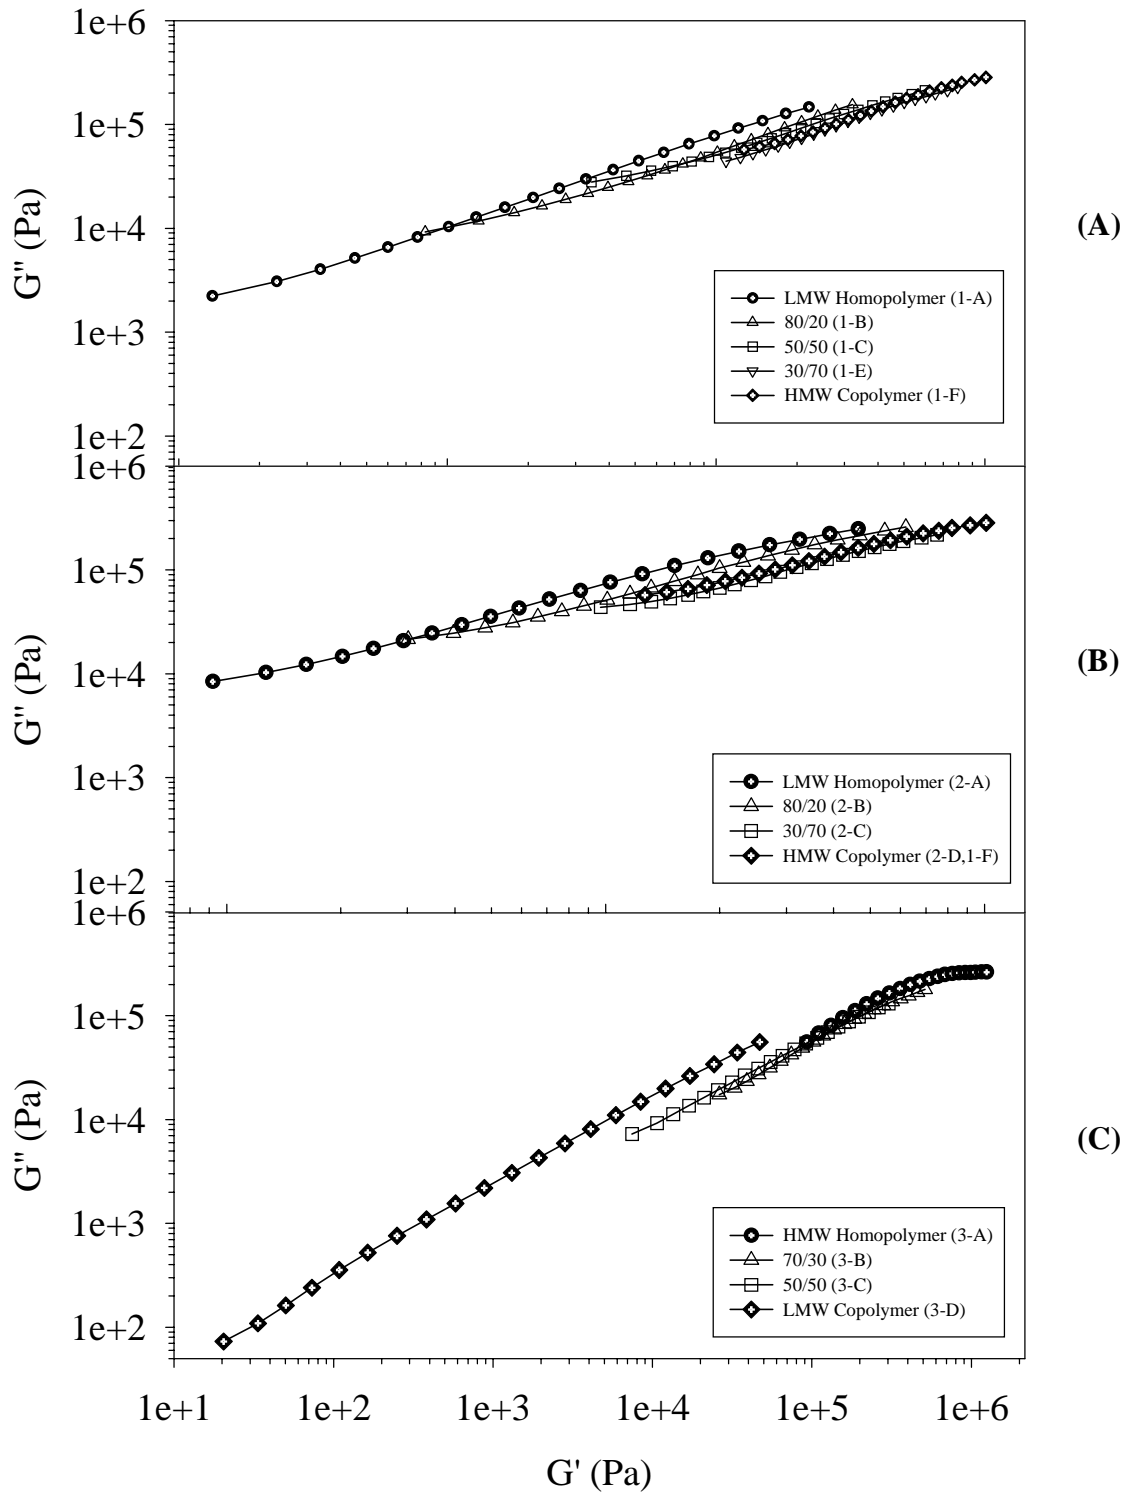 1e+6
1e+5
1e+4
1e+3
1e+2
G" (Pa)
(A)
LMW Homopolymer (1-A)
80/20 (1-B)
50/50 (1-C)
30/70 (1-E)
HMW Copolymer (1-F)
1e+6
1e+5
1e+4
1e+3
1e+2
G" (Pa)
(B)
LMW Homopolymer (2-A)
80/20 (2-B)
30/70 (2-C)
HMW Copolymer (2-D,1-F)
1e+6
1e+5
1e+4
1e+3
1e+2
G" (Pa)
(C)
HMW Homopolymer (3-A)
70/30 (3-B)
50/50 (3-C)
LMW Copolymer (3-D)
1e+1 1e+2 1e+3 1e+4 1e+5 1e+6
G' (Pa)